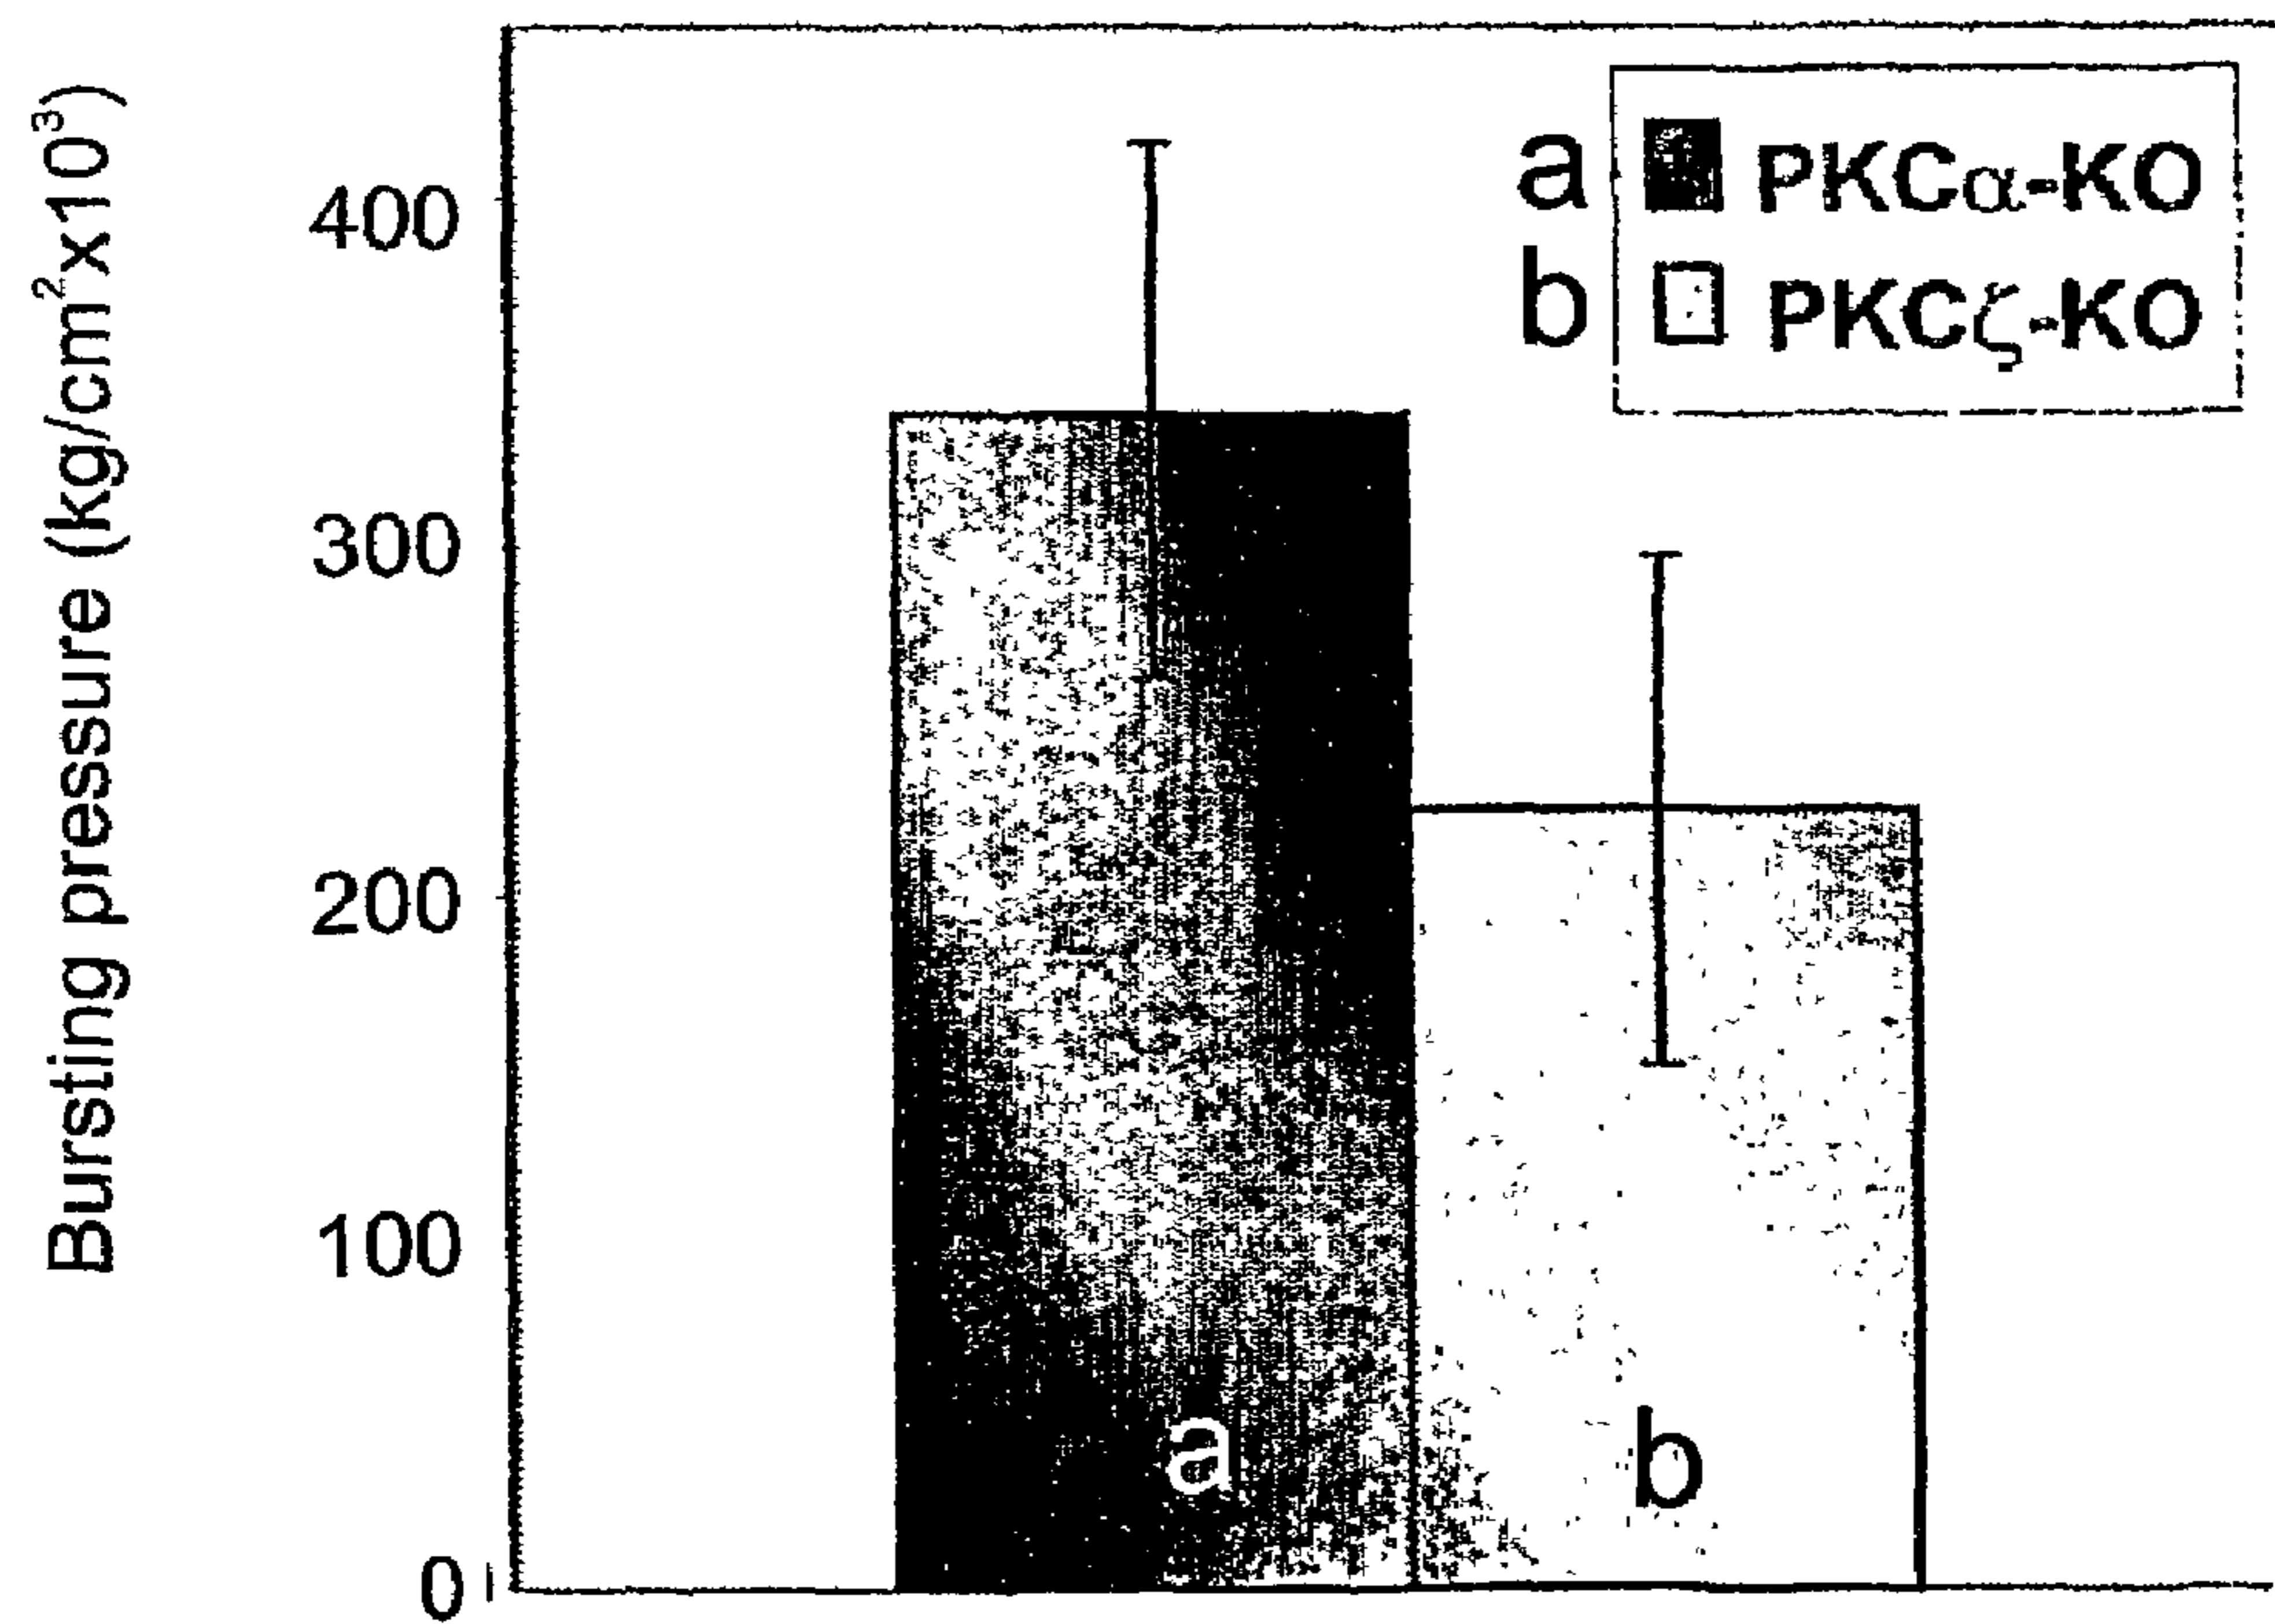 Bursting pressure (kg/cm²x10³)
400
300
200
100
0
a PKCα-KO
b PKCζ-KO
a
b